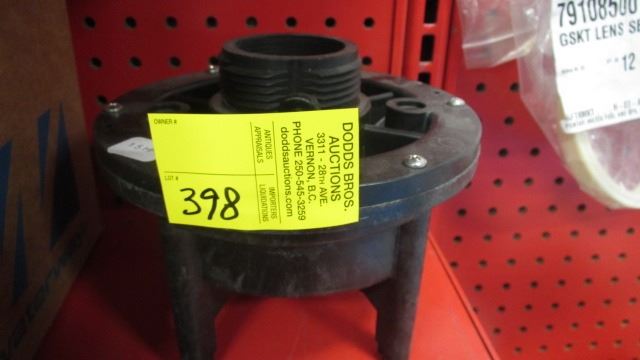 79108500
GSKT LENS SE
12
OWNER #
ANTIQUES
APPRAISALS
LOT #
398
IMPORTERS
LIQUIDATIONS
DODDS BROS.
AUCTIONS
3311 - 28TH AVE.
VERNON, B.C.
PHONE 250-545-3259
doddsauctions.com